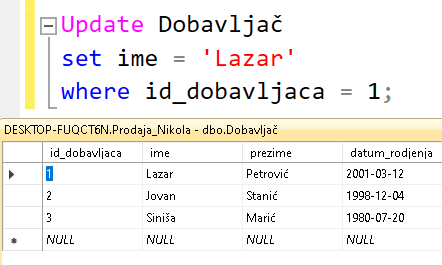 Update Dobavljač
set ime = 'Lazar'
where id_dobavljaca = 1;
DESKTOP-FUQCT6N.Prodaja_Nikola - dbo.Dobavljač
id_dobavljaca ime prezime datum_rodjenja
1 Lazar Petrović 2001-03-12
2 Jovan Stanić 1998-12-04
3 Siniša Marić 1980-07-20
NULL NULL NULL NULL